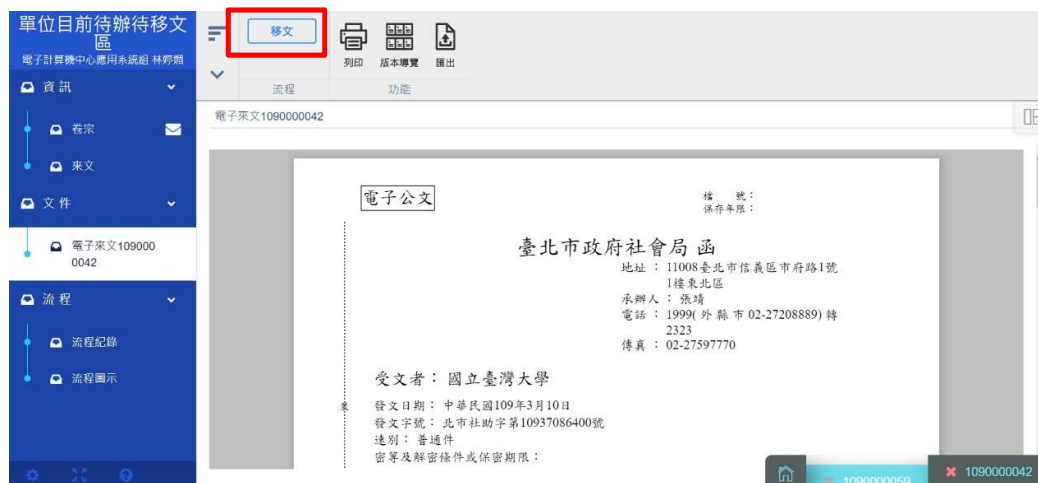 單位目前待辦待移文
區
電子計算機中心應用系統組 林婷媚
資訊
卷宗
來文
文件
電子來文109000
0042
流程
流程紀錄
流程圖示
移文
流程
列印
版本導覽
匯出
功能
電子來文1090000042
電子公文
檔 號：
保存年限：
臺北市政府社會局 函
地址：11008臺北市信義區市府路1號
1樓東北區
承辦人：張靖
電話：1999(外縣市02-27208889)轉
2323
傳真：02-27597770
受文者：國立臺灣大學
發文日期：中華民國109年3月10日
發文字號：北市社助字第10937086400號
速別：普通件
密等及解密條件或保密期限：
1090000059
1090000042